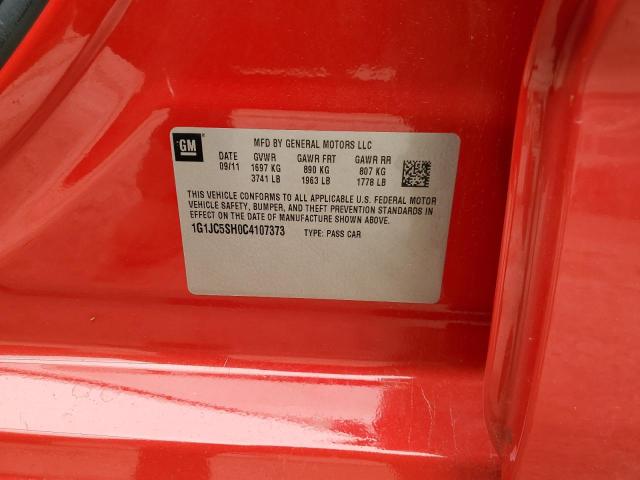 GM MFD BY GENERAL MOTORS LLC
DATE GVWR GAWR FRT GAWR RR
09/11 1697 KG 890 KG 807 KG
3741 LB 1963 LB 1778 LB
THIS VEHICLE CONFORMS TO ALL APPLICABLE U.S. FEDERAL MOTOR
VEHICLE SAFETY, BUMPER, AND THEFT PREVENTION STANDARDS IN
EFFECT ON THE DATE OF MANUFACTURE SHOWN ABOVE.
1G1JC5SH0C4107373 TYPE: PASS CAR